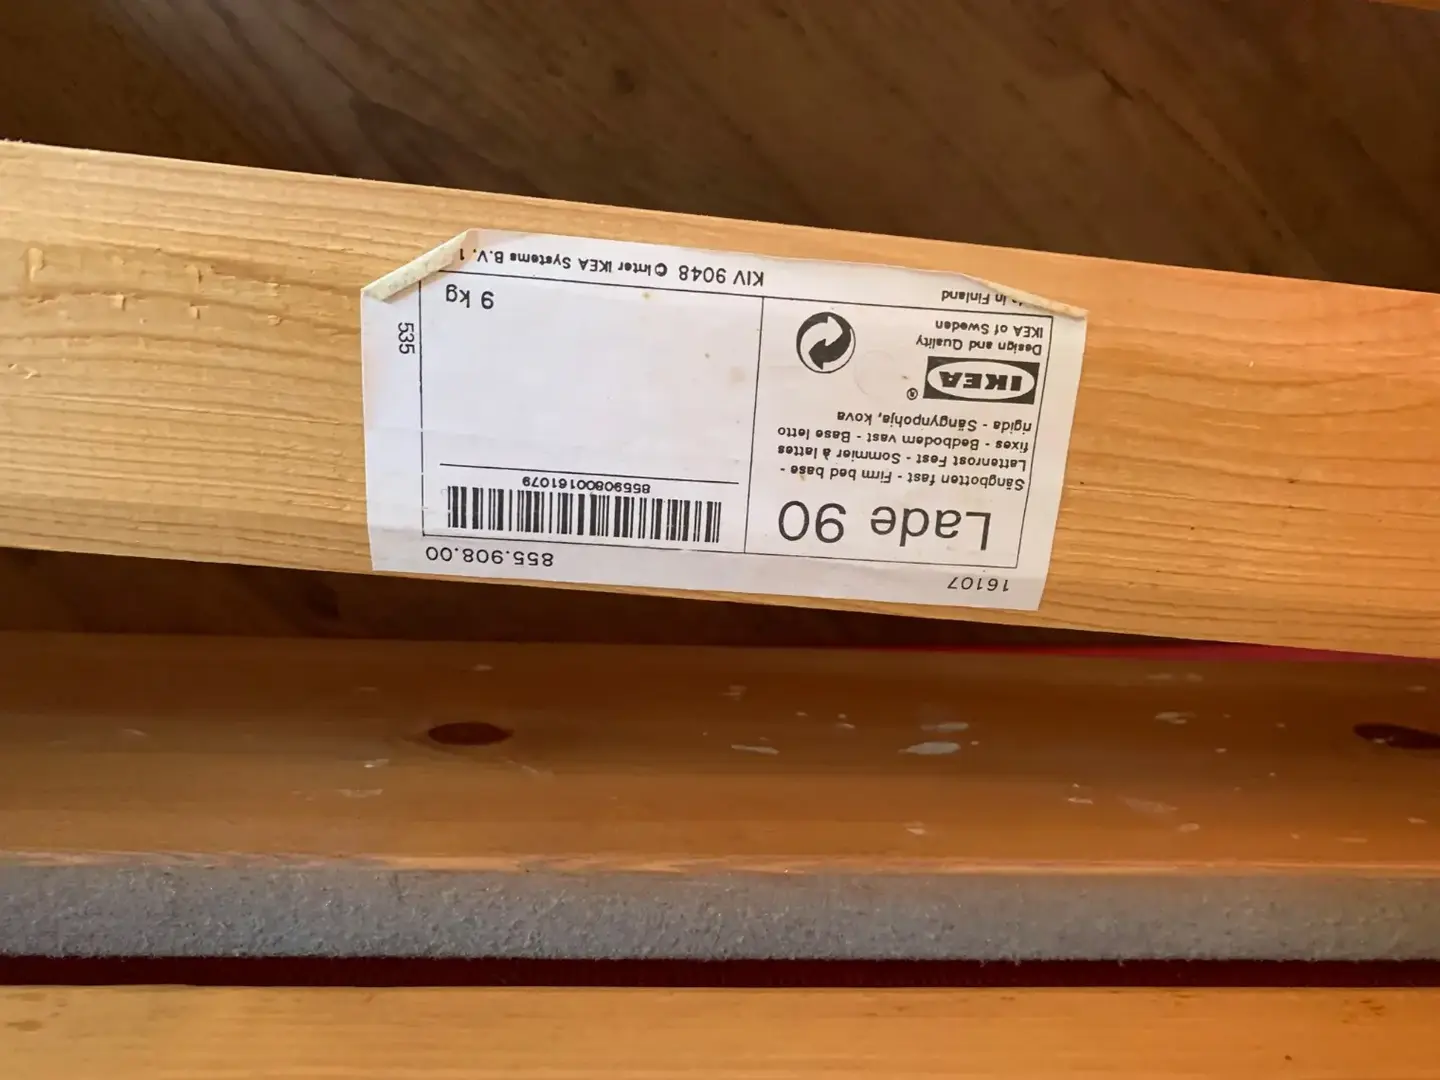 16107
855.908.00
Lade 90
Sängbotten fast - Firm bed base -
Lattenrost Fest - Sommier à lattes
fixes - Bedbodem vast - Base letto
rigida - Sängynpohja, kova
IKEA ®
Design and Quality
IKEA of Sweden
in Finland
85590800161079
9 kg
KIV 9048 © Inter IKEA Systems B.V. 1
535